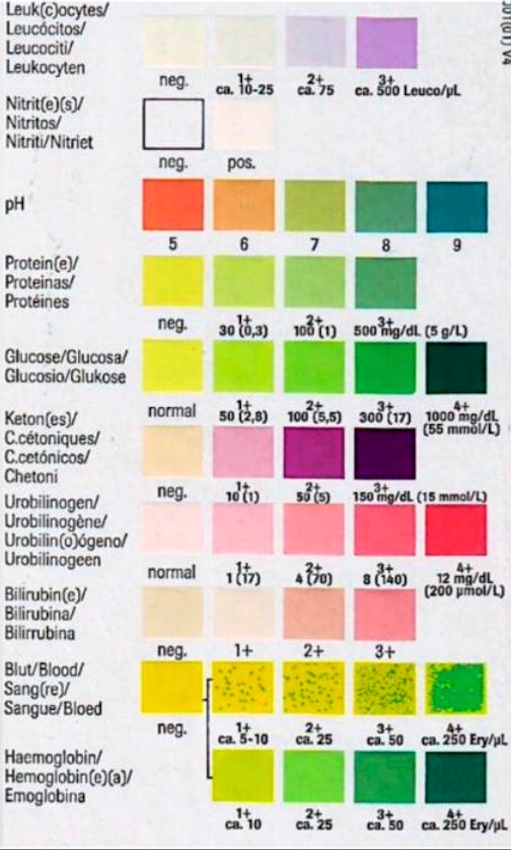 Leuk(c)ocytes/
Leucócitos/
Leucociti/
Leukocyten
neg. 1+ 2+ 3+
ca. 10-25 ca. 75 ca. 500 Leuco/µL
Nitrit(e)(s)/
Nitritos/
Nitriti/Nitriet
neg. pos.
pH
5 6 7 8 9
Protein(e)/
Proteinas/
Protéines
neg. 1+ 2+ 3+
30 (0,3) 100 (1) 500 mg/dL (5 g/L)
Glucose/Glucosa/
Glucosio/Glukose
normal 1+ 2+ 3+ 4+
50 (2,8) 100 (5,5) 300 (17) 1000 mg/dL
(55 mmol/L)
Keton(es)/
C.cétoniques/
C.cetónicos/
Chetoni
neg. 1+ 2+ 3+
10 (1) 50 (5) 150 mg/dL (15 mmol/L)
Urobilinogen/
Urobilinogène/
Urobilin(o)ógeno/
Urobilinogeen
normal 1+ 2+ 3+ 4+
1 (17) 4 (70) 8 (140) 12 mg/dL
(200 µmol/L)
Bilirubin(e)/
Bilirubina/
Bilirrubina
neg. 1+ 2+ 3+
Blut/Blood/
Sang(re)/
Sangue/Bloed
neg. 1+ 2+ 3+ 4+
ca. 5-10 ca. 25 ca. 50 ca. 250 Ery/µL
Haemoglobin/
Hemoglobin(e)(a)/
Emoglobina
1+ 2+ 3+ 4+
ca. 10 ca. 25 ca. 50 ca. 250 Ery/µL